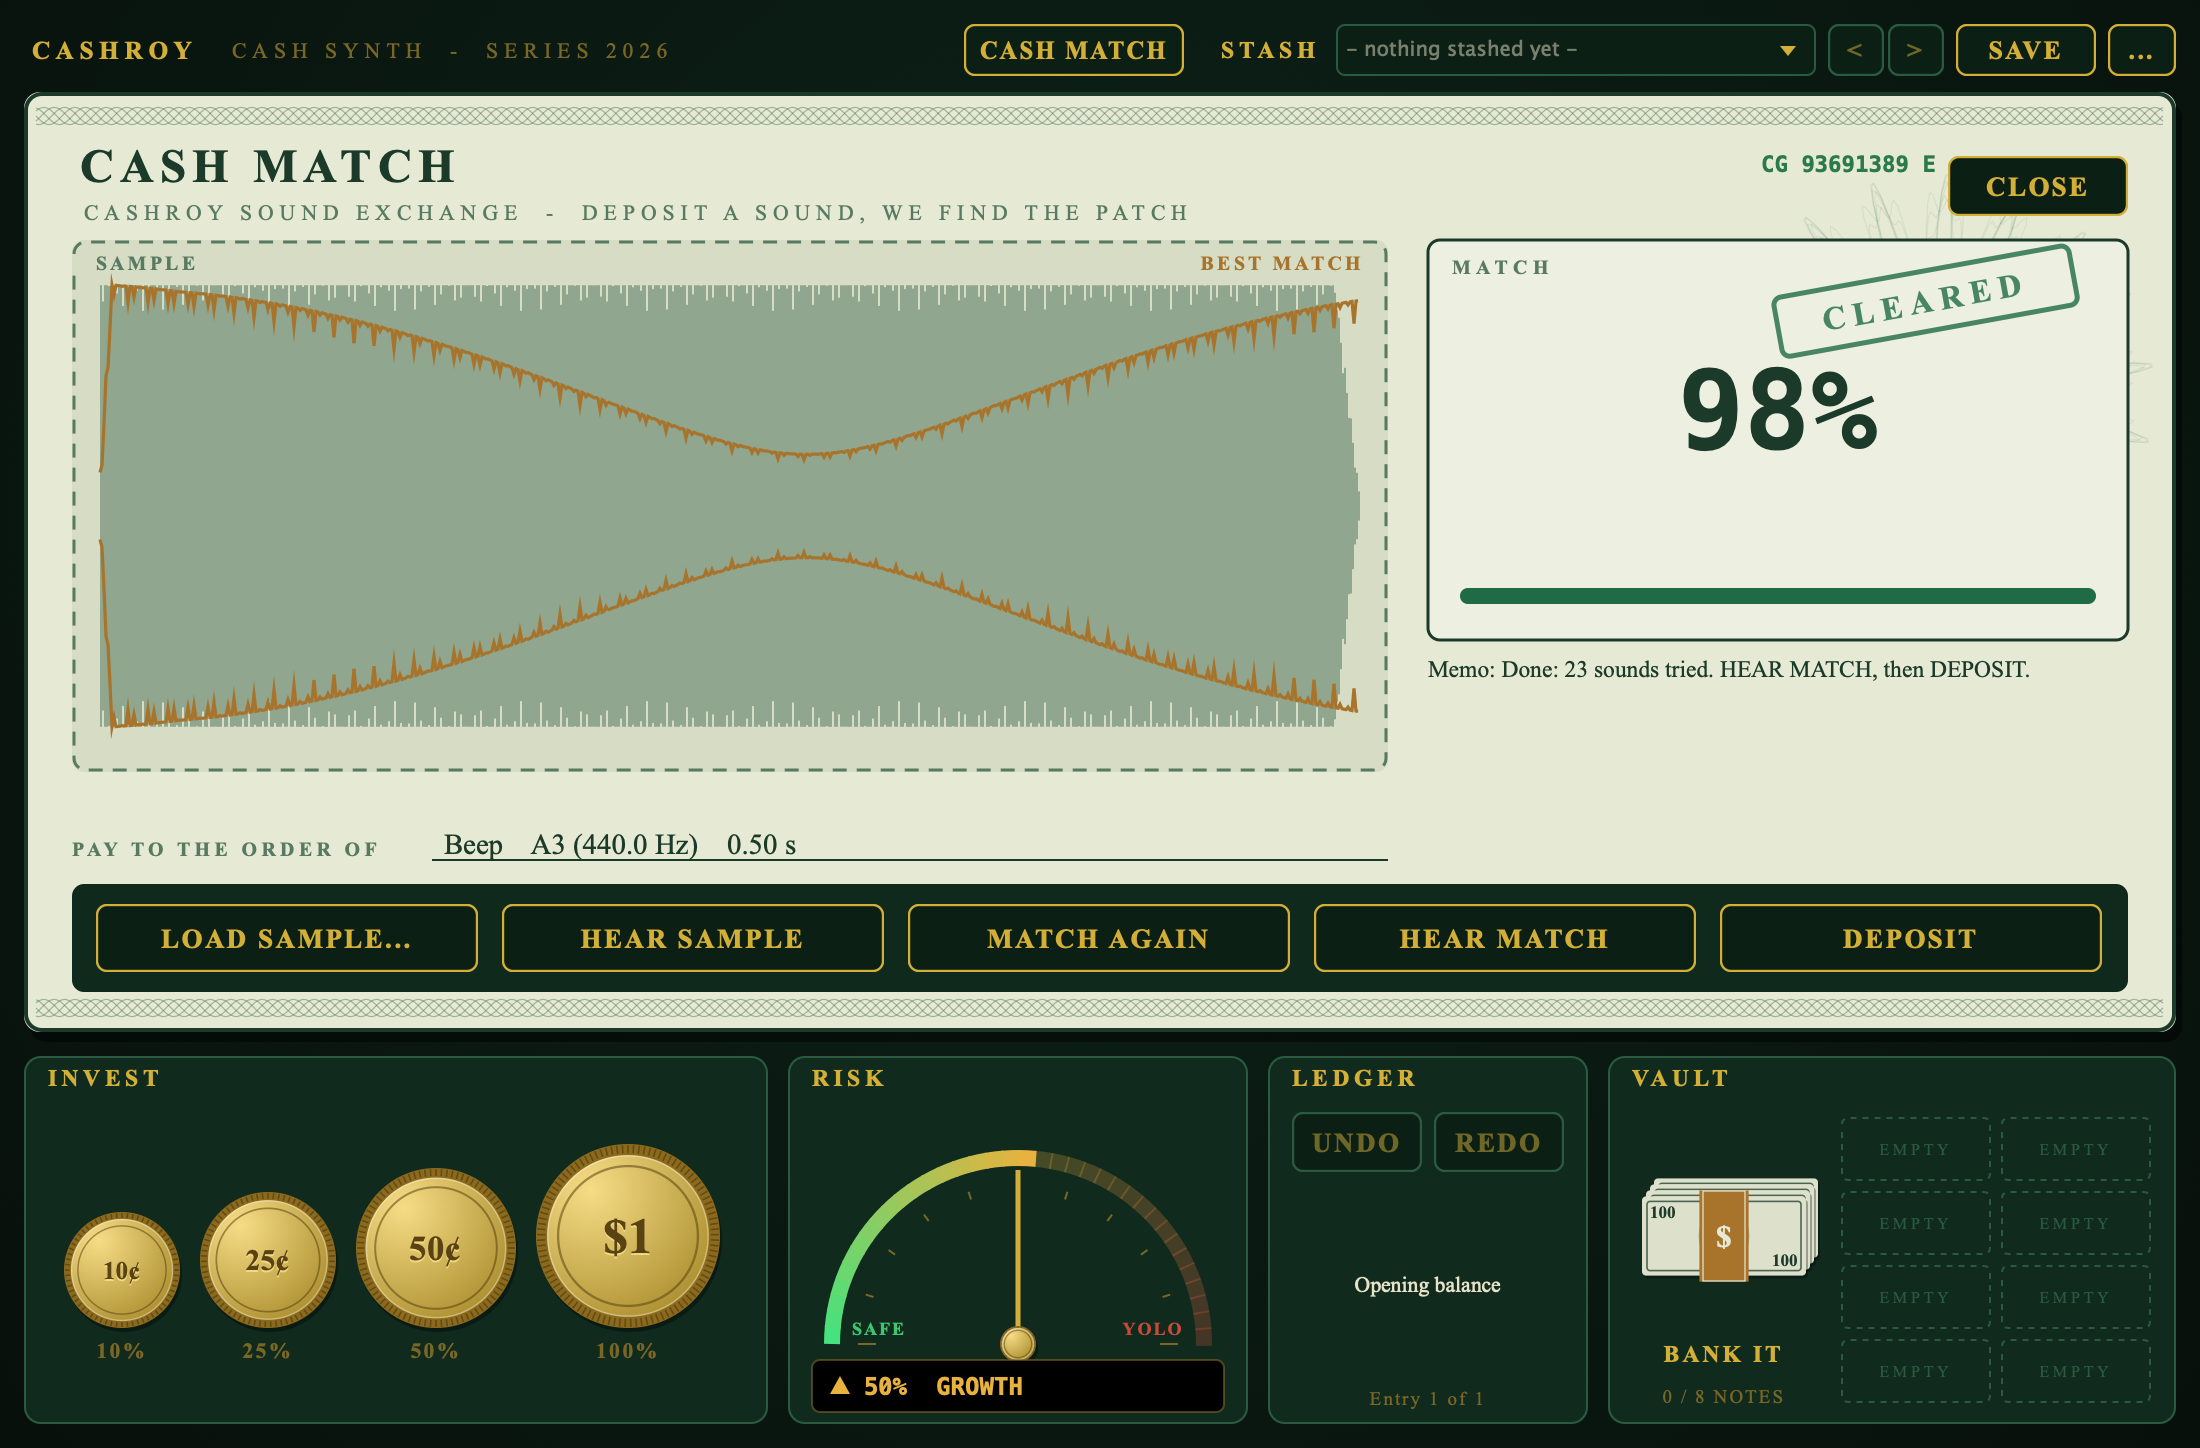 CASHROY CASH SYNTH - SERIES 2026 CASH MATCH STASH – nothing stashed yet – < > SAVE ...
CASH MATCH
CG 93691389 E CLOSE
CASHROY SOUND EXCHANGE - DEPOSIT A SOUND, WE FIND THE PATCH
SAMPLE BEST MATCH
MATCH
CLEARED
98%
Memo: Done: 23 sounds tried. HEAR MATCH, then DEPOSIT.
PAY TO THE ORDER OF Beep A3 (440.0 Hz) 0.50 s
LOAD SAMPLE... HEAR SAMPLE MATCH AGAIN HEAR MATCH DEPOSIT
INVEST
10¢ 25¢ 50¢ $1
10% 25% 50% 100%
RISK
SAFE YOLO
50% GROWTH
LEDGER
UNDO REDO
Opening balance
Entry 1 of 1
VAULT
100 $ 100
BANK IT
0 / 8 NOTES
EMPTY EMPTY
EMPTY EMPTY
EMPTY EMPTY
EMPTY EMPTY